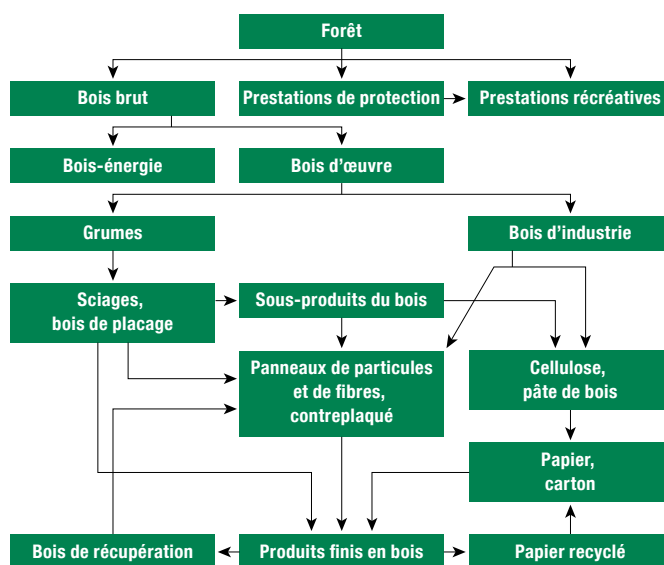 Forêt
Bois brut
Prestations de protection
Prestations récréatives
Bois-énergie
Bois d'œuvre
Grumes
Bois d’industrie
Sciages,
bois de placage
Sous-produits du bois
Panneaux de particules
et de fibres,
contreplaqué
Cellulose,
pâte de bois
Papier,
carton
Bois de récupération
Produits finis en bois
Papier recyclé